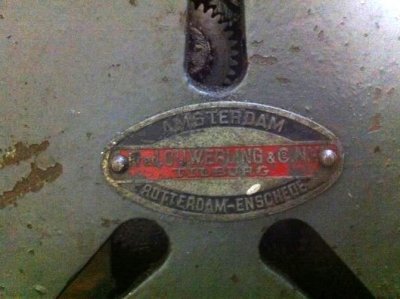 AMSTERDAM
WERLING & C
TILBURG
ROTTERDAM-ENSCHEDE